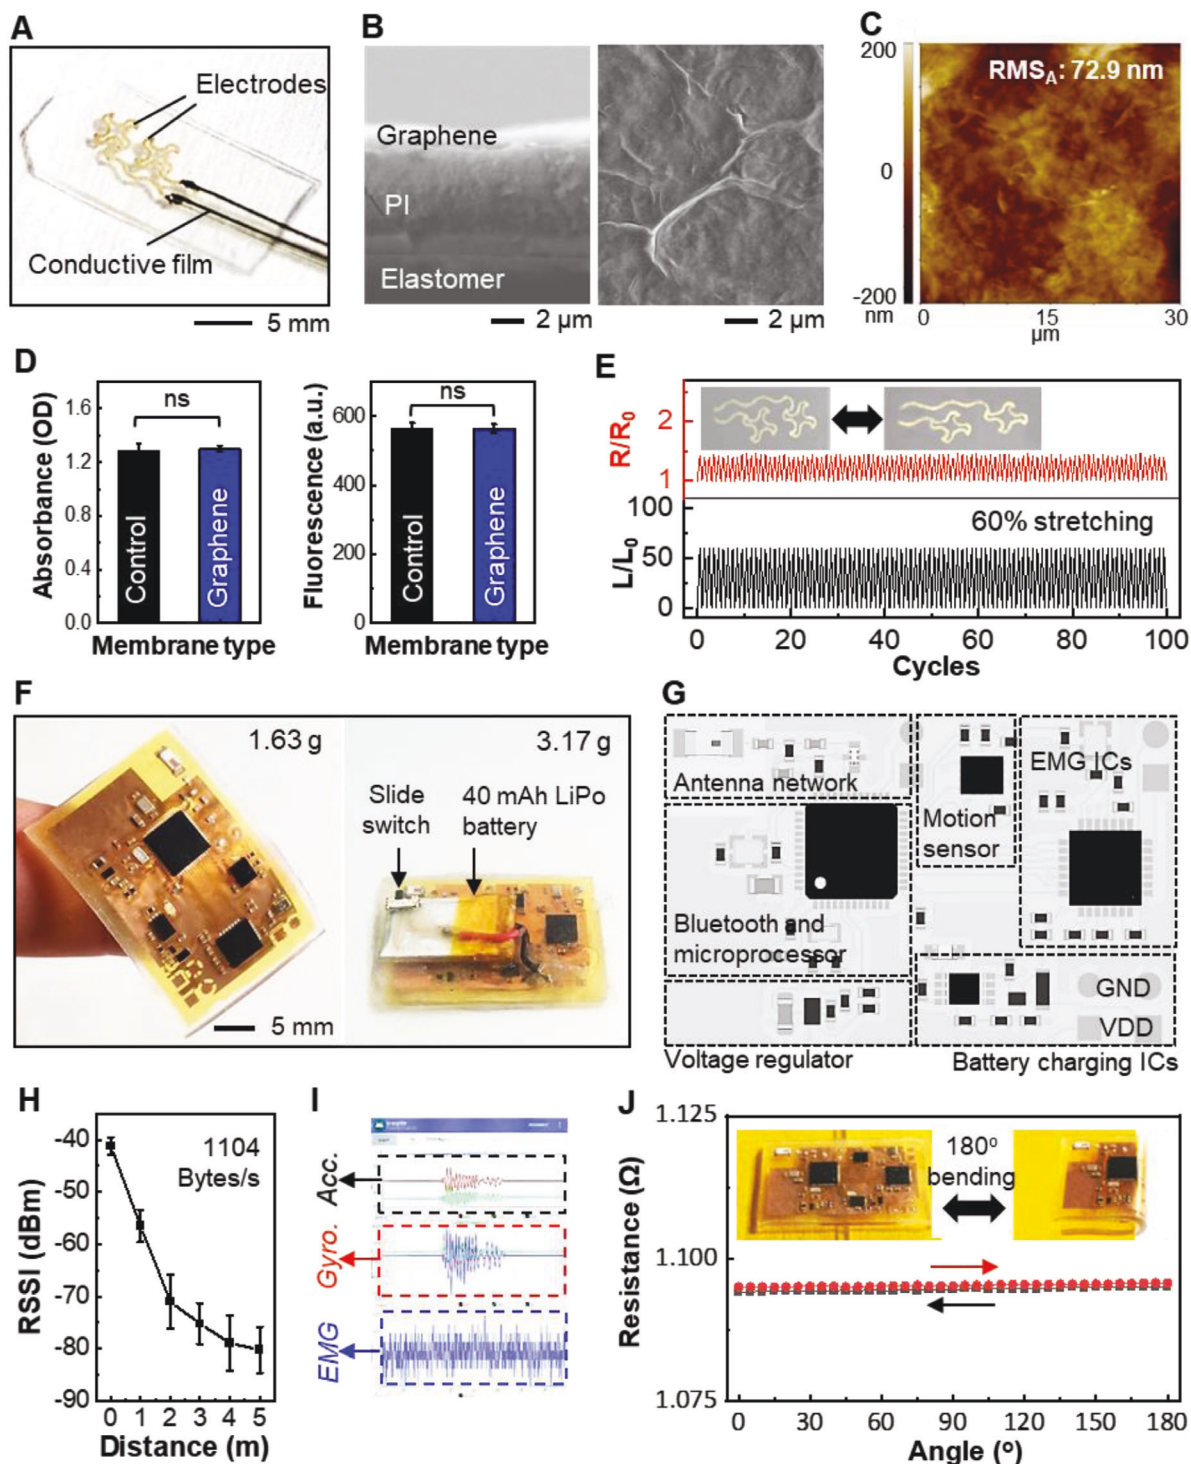 A
Electrodes
Conductive film
5 mm
B
Graphene
PI
Elastomer
2 µm
2 µm
C
200
0
-200
nm
RMSA: 72.9 nm
0
15
30
µm
D
Absorbance (OD)
1.6
1.2
0.8
0.4
0.0
ns
Control
Graphene
Membrane type
Fluorescence (a.u.)
600
400
200
0
ns
Control
Graphene
Membrane type
E
R/R0
2
1
L/L0
100
50
0
60% stretching
0
20
40
60
80
100
Cycles
F
1.63 g
5 mm
3.17 g
Slide
switch
40 mAh LiPo
battery
G
Antenna network
Motion
sensor
EMG ICs
Bluetooth and
microprocessor
Voltage regulator
GND
VDD
Battery charging ICs
H
RSSI (dBm)
-40
-50
-60
-70
-80
-90
1104
Bytes/s
0
1
2
3
4
5
Distance (m)
I
Acc.
Gyro.
EMG
J
Resistance (Ω)
1.125
1.100
1.075
180°
bending
0
30
60
90
120
150
180
Angle (°)